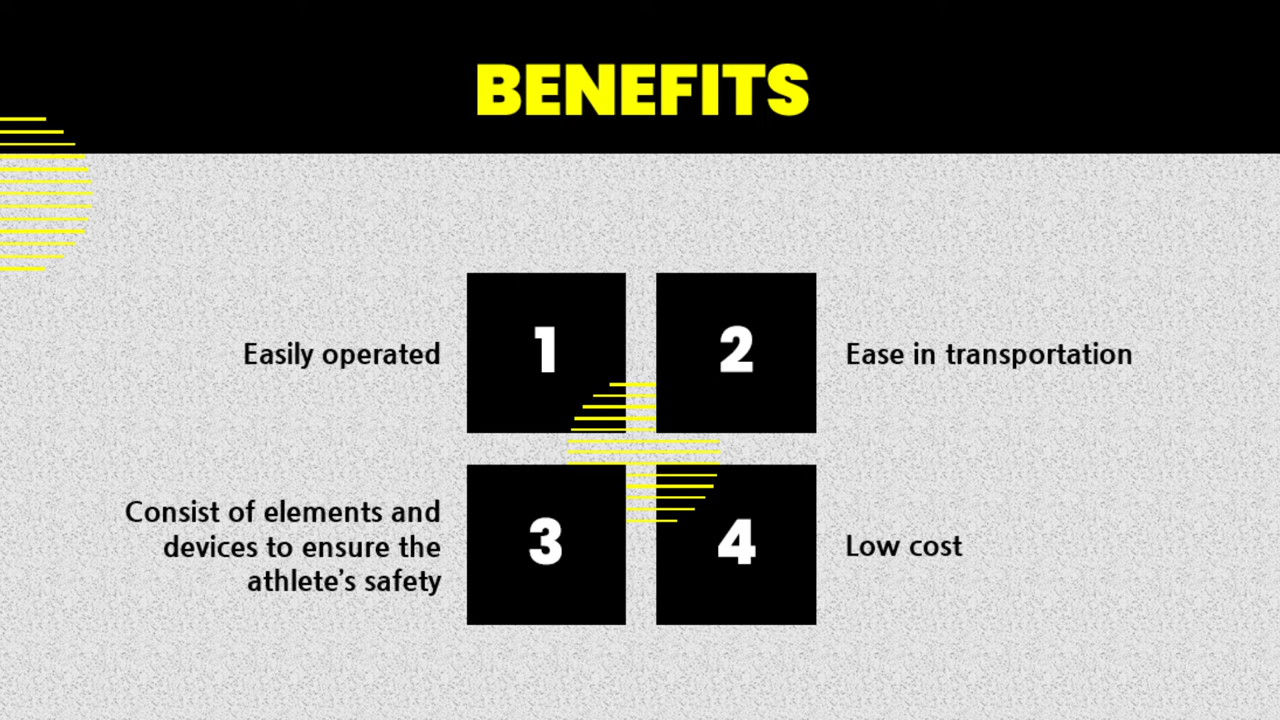 BENEFITS
1
Easily operated
2
Ease in transportation
3
Consist of elements and
devices to ensure the
athlete's safety
4
Low cost